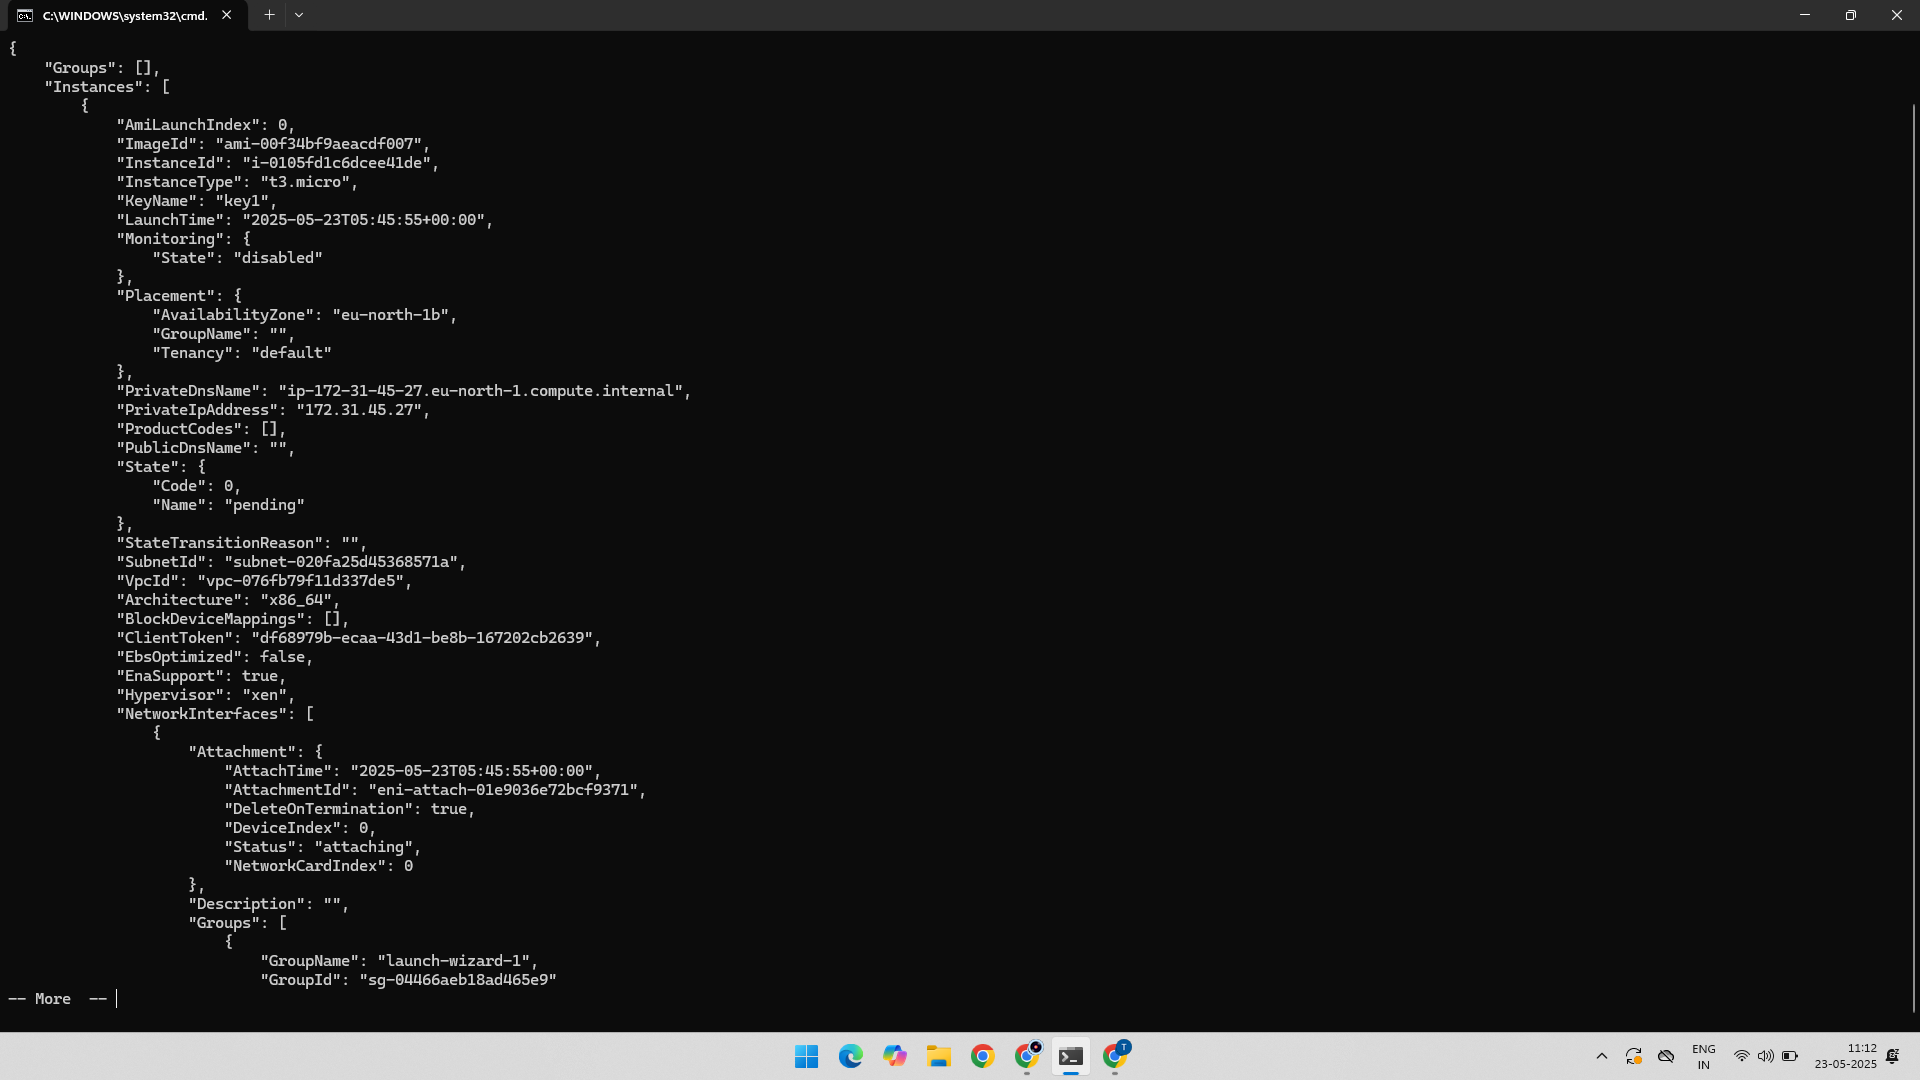 C:\WINDOWS\system32\cmd.
{
    "Groups": [],
    "Instances": [
        {
            "AmiLaunchIndex": 0,
            "ImageId": "ami-00f34bf9aeacdf007",
            "InstanceId": "i-0105fd1c6dcee41de",
            "InstanceType": "t3.micro",
            "KeyName": "key1",
            "LaunchTime": "2025-05-23T05:45:55+00:00",
            "Monitoring": {
                "State": "disabled"
            },
            "Placement": {
                "AvailabilityZone": "eu-north-1b",
                "GroupName": "",
                "Tenancy": "default"
            },
            "PrivateDnsName": "ip-172-31-45-27.eu-north-1.compute.internal",
            "PrivateIpAddress": "172.31.45.27",
            "ProductCodes": [],
            "PublicDnsName": "",
            "State": {
                "Code": 0,
                "Name": "pending"
            },
            "StateTransitionReason": "",
            "SubnetId": "subnet-020fa25d45368571a",
            "VpcId": "vpc-076fb79f11d337de5",
            "Architecture": "x86_64",
            "BlockDeviceMappings": [],
            "ClientToken": "df68979b-ecaa-43d1-be8b-167202cb2639",
            "EbsOptimized": false,
            "EnaSupport": true,
            "Hypervisor": "xen",
            "NetworkInterfaces": [
                {
                    "Attachment": {
                        "AttachTime": "2025-05-23T05:45:55+00:00",
                        "AttachmentId": "eni-attach-01e9036e72bcf9371",
                        "DeleteOnTermination": true,
                        "DeviceIndex": 0,
                        "Status": "attaching",
                        "NetworkCardIndex": 0
                    },
                    "Description": "",
                    "Groups": [
                        {
                            "GroupName": "launch-wizard-1",
                            "GroupId": "sg-04466aeb18ad465e9"
-- More  --
T
ENG
IN
11:12
23-05-2025